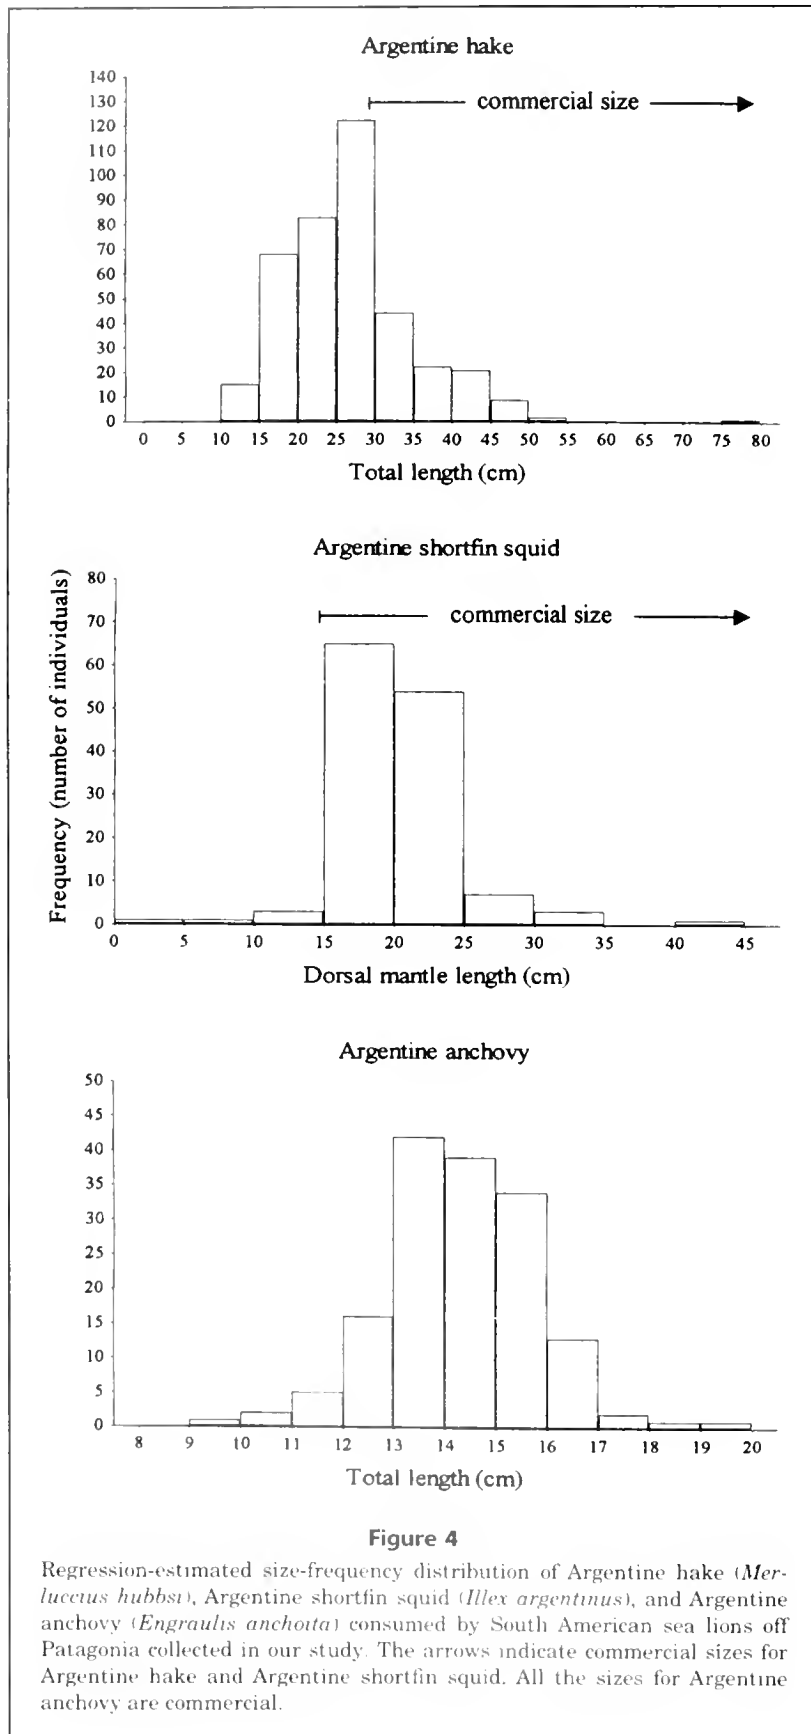 Argentine hake
140
130
120
110
100
90
80
70
60
50
40
30
20
10
0
commercial size
0 5 10 15 20 25 30 35 40 45 50 55 60 65 70 75 80
Total length (cm)
Argentine shortfin squid
Frequency (number of individuals)
80
70
60
50
40
30
20
10
0
commercial size
0 5 10 15 20 25 30 35 40 45
Dorsal mantle length (cm)
Argentine anchovy
50
45
40
35
30
25
20
15
10
5
0
8 9 10 11 12 13 14 15 16 17 18 19 20
Total length (cm)
Figure 4
Regression-estimated size-frequency distribution of Argentine hake (Mer-
luccius hubbsi), Argentine shortfin squid (Illex argentinus), and Argentine
anchovy (Engraulis anchoita) consumed by South American sea lions off
Patagonia collected in our study. The arrows indicate commercial sizes for
Argentine hake and Argentine shortfin squid. All the sizes for Argentine
anchovy are commercial.